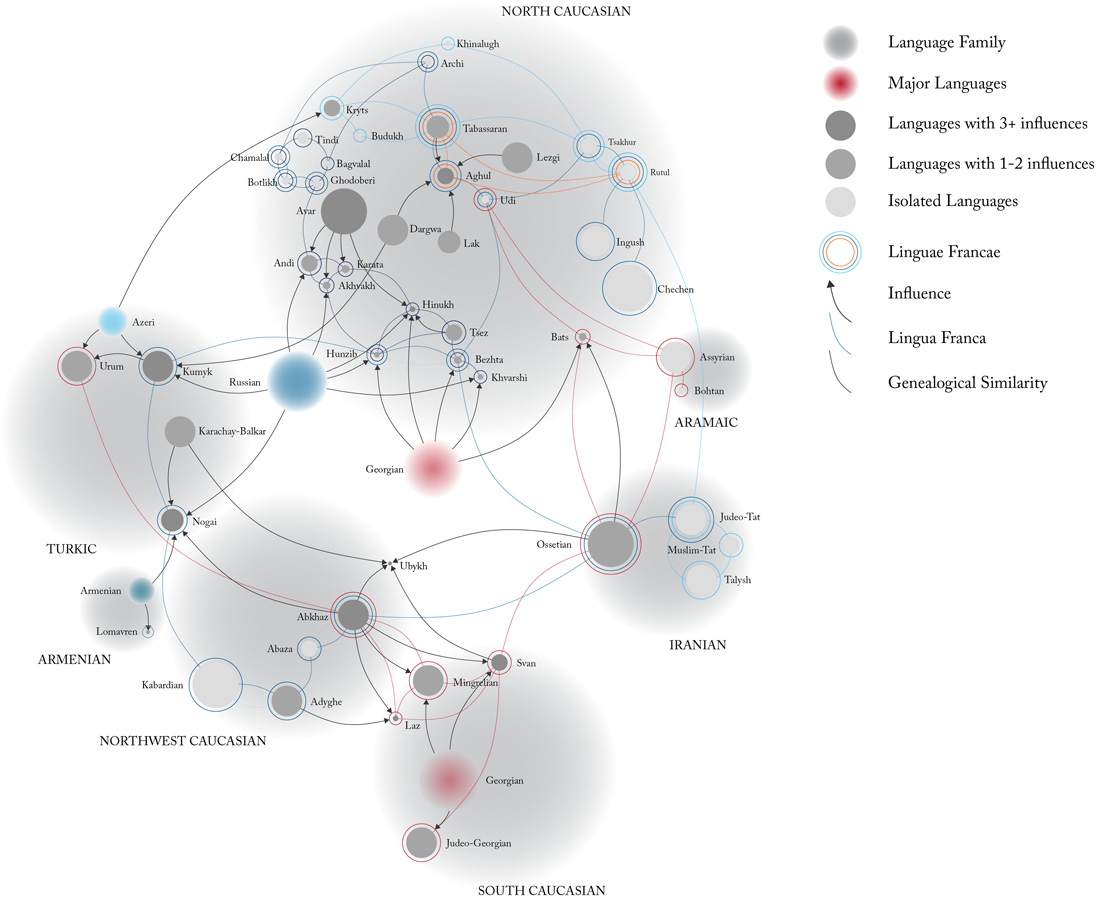 NORTH CAUCASIAN
Khinalugh
Archi
Kryts
Budukh
Tabassaran
Tsakhur
Tindi
Chamalal
Bagvalal
Lezgi
Botlikh
Ghodoberi
Aghul
Rutul
Avar
Udi
Dargwa
Lak
Ingush
Andi
Karata
Akhvakh
Chechen
Hinukh
Azeri
Tsez
Bats
Urum
Kumyk
Hunzib
Bezhta
Assyrian
Russian
Khvarshi
Bohtan
ARAMAIC
Karachay-Balkar
Georgian
Nogai
Judeo-Tat
Ossetian
Muslim-Tat
TURKIC
Ubykh
Talysh
Armenian
Abkhaz
Lomavren
IRANIAN
ARMENIAN
Abaza
Svan
Kabardian
Mingrelian
Adyghe
Laz
NORTHWEST CAUCASIAN
Georgian
Judeo-Georgian
SOUTH CAUCASIAN
Language Family
Major Languages
Languages with 3+ influences
Languages with 1-2 influences
Isolated Languages
Linguae Francae
Influence
Lingua Franca
Genealogical Similarity